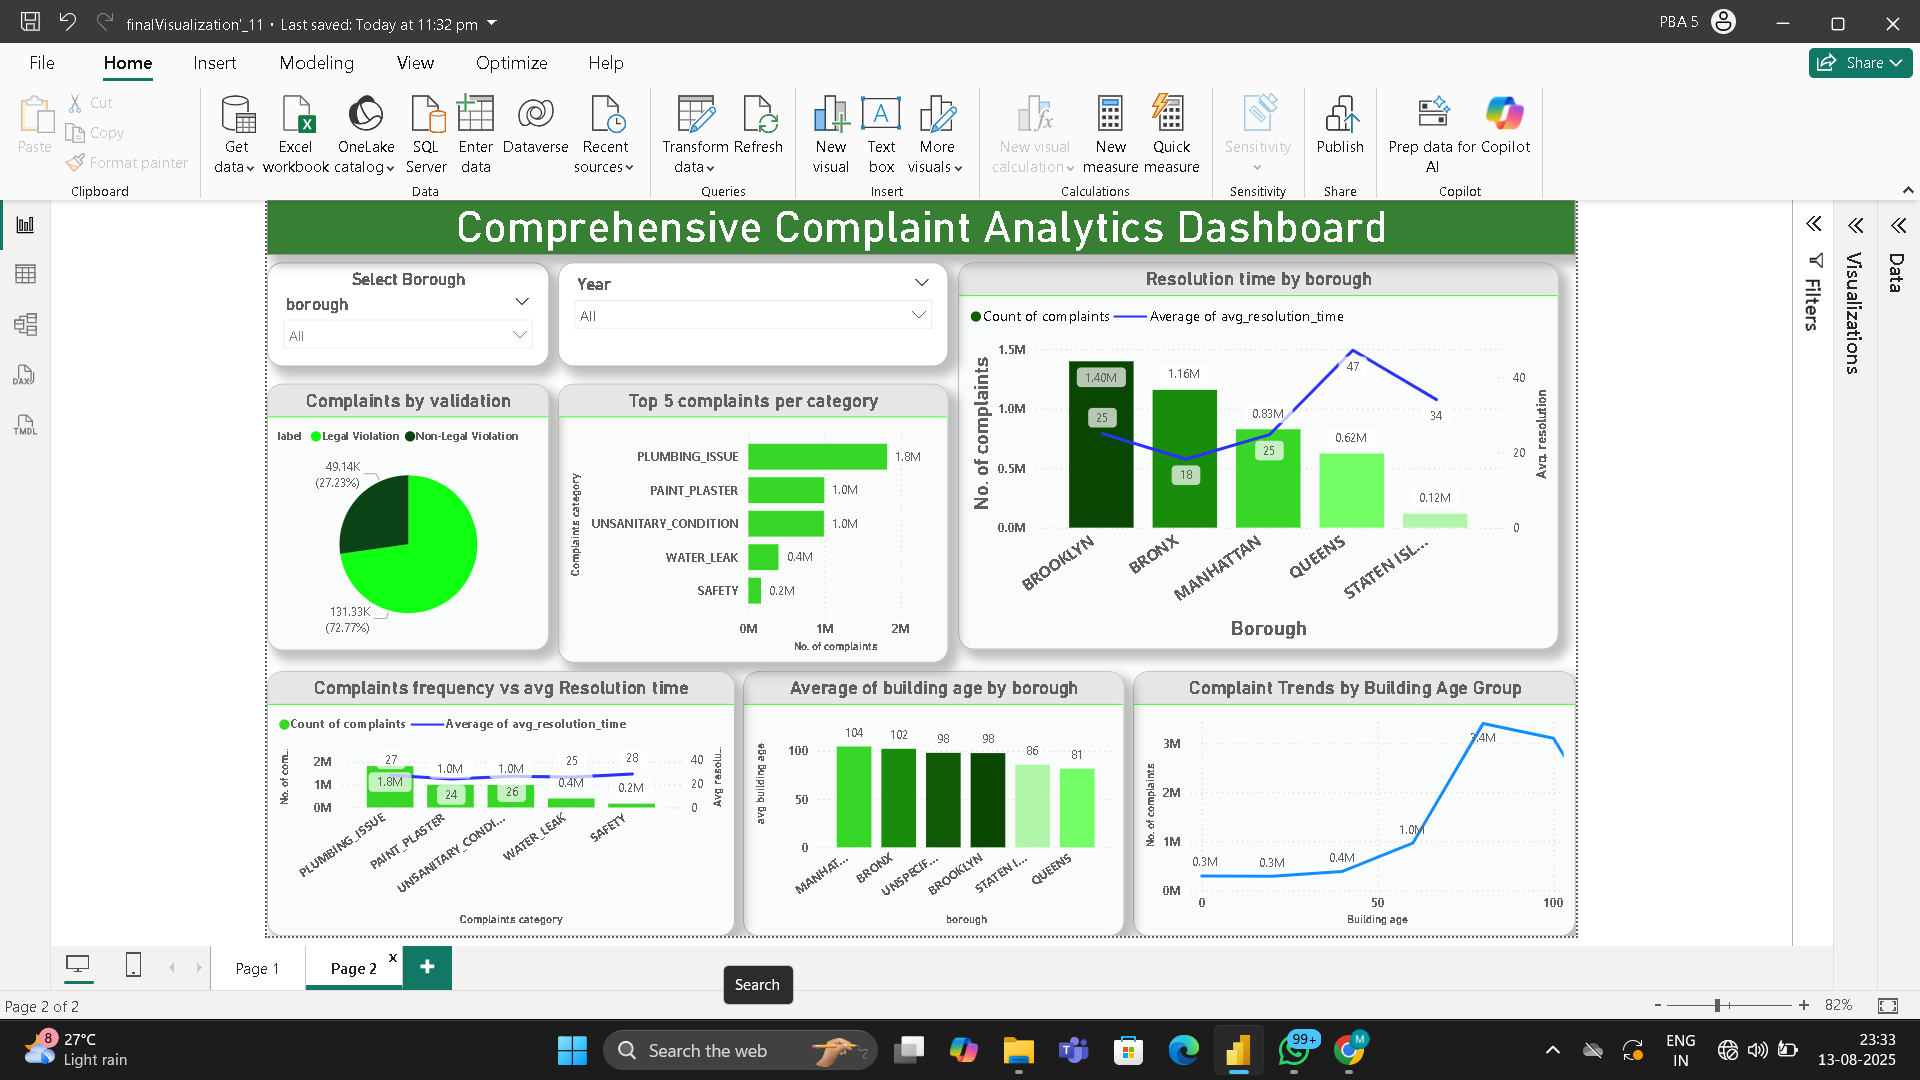 finalVisualization'_11 • Last saved: Today at 11:32 pm
PBA 5
File Home Insert Modeling View Optimize Help
Share
Paste
Cut
Copy
Format painter
Clipboard
Get data
Excel workbook
OneLake catalog
SQL Server
Enter data
Dataverse
Recent sources
Data
Transform data
Refresh
Queries
New visual
Text box
More visuals
Insert
New visual calculation
New measure
Quick measure
Calculations
Sensitivity
Sensitivity
Publish
Share
Prep data for AI
Copilot
Copilot
Comprehensive Complaint Analytics Dashboard
Select Borough
borough
All
Year
All
Resolution time by borough
Count of complaints Average of avg_resolution_time
No. of complaints
1.5M
1.0M
0.5M
0.0M
1.40M
1.16M
0.83M
0.62M
0.12M
25
18
25
47
34
40
20
0
Avg. resolution
BROOKLYN
BRONX
MANHATTAN
QUEENS
STATEN ISL...
Borough
Complaints by validation
label Legal Violation Non-Legal Violation
49.14K
(27.23%)
131.33K
(72.77%)
Top 5 complaints per category
Complaints category
PLUMBING_ISSUE 1.8M
PAINT_PLASTER 1.0M
UNSANITARY_CONDITION 1.0M
WATER_LEAK 0.4M
SAFETY 0.2M
0M 1M 2M
No. of complaints
Complaints frequency vs avg Resolution time
Count of complaints Average of avg_resolution_time
No. of com...
2M
1M
0M
27
1.8M
1.0M
24
1.0M
26
25
0.4M
28
0.2M
40
20
0
Avg resolu...
PLUMBING_ISSUE
PAINT_PLASTER
UNSANITARY_CONDI...
WATER_LEAK
SAFETY
Complaints category
Average of building age by borough
avg building age
100
50
0
104
102
98
98
86
81
MANHAT...
BRONX
UNSPECIF...
BROOKLYN
STATEN I...
QUEENS
borough
Complaint Trends by Building Age Group
No. of complaints
3M
2M
1M
0M
0.3M
0.3M
0.4M
1.0M
3.4M
0 50 100
Building age
Filters
Visualizations
Data
DAX
TMDL
Page 1
Page 2
x
Search
Page 2 of 2
82%
8
27°C
Light rain
Search the web
99+
M
ENG
IN
23:33
13-08-2025